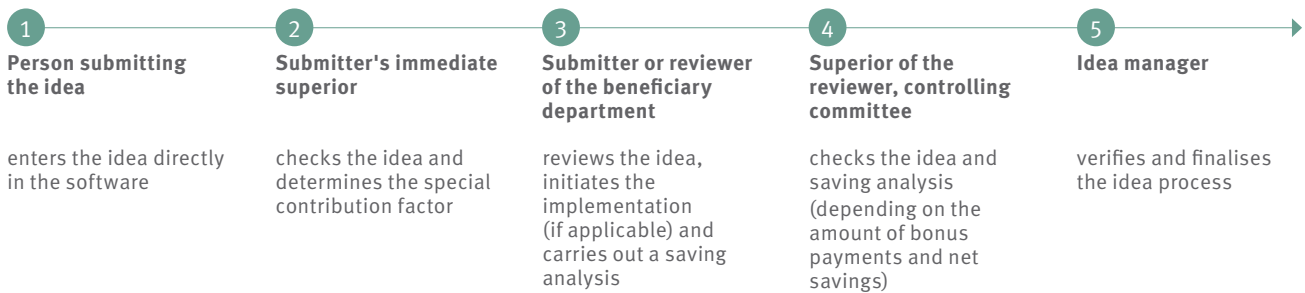 1
Person submitting
the idea
enters the idea directly
in the software
2
Submitter's immediate
superior
checks the idea and
determines the special
contribution factor
3
Submitter or reviewer
of the beneficiary
department
reviews the idea,
initiates the
implementation
(if applicable) and
carries out a saving
analysis
4
Superior of the
reviewer, controlling
committee
checks the idea and
saving analysis
(depending on the
amount of bonus
payments and net
savings)
5
Idea manager
verifies and finalises
the idea process